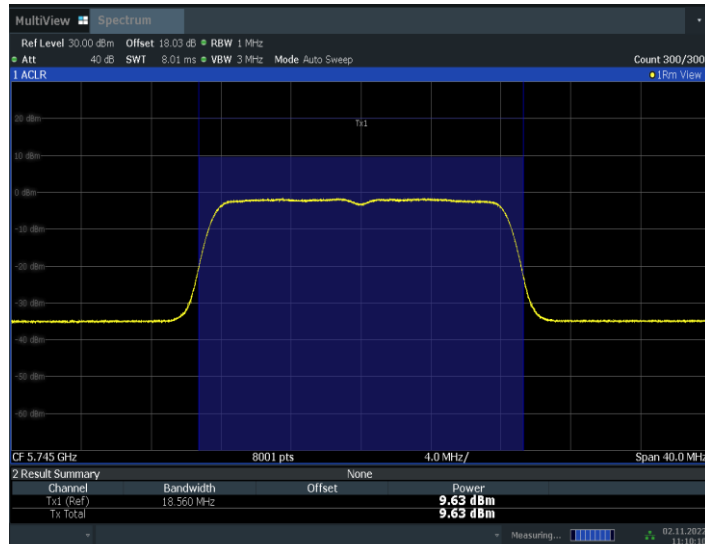 MultiView Spectrum
Ref Level 30.00 dBm Offset 18.03 dB RBW 1 MHz
Att 40 dB SWT 8.01 ms VBW 3 MHz Mode Auto Sweep Count 300/300
1 ACLR 1Rm View
20 dBm
Tx1
10 dBm
0 dBm
-10 dBm
-20 dBm
-30 dBm
-40 dBm
-50 dBm
-60 dBm
CF 5.745 GHz 8001 pts 4.0 MHz/ Span 40.0 MHz
2 Result Summary None
Channel Bandwidth Offset Power
Tx1 (Ref) 18.560 MHz 9.63 dBm
Tx Total 9.63 dBm
Measuring... 02.11.2022
11:10:10